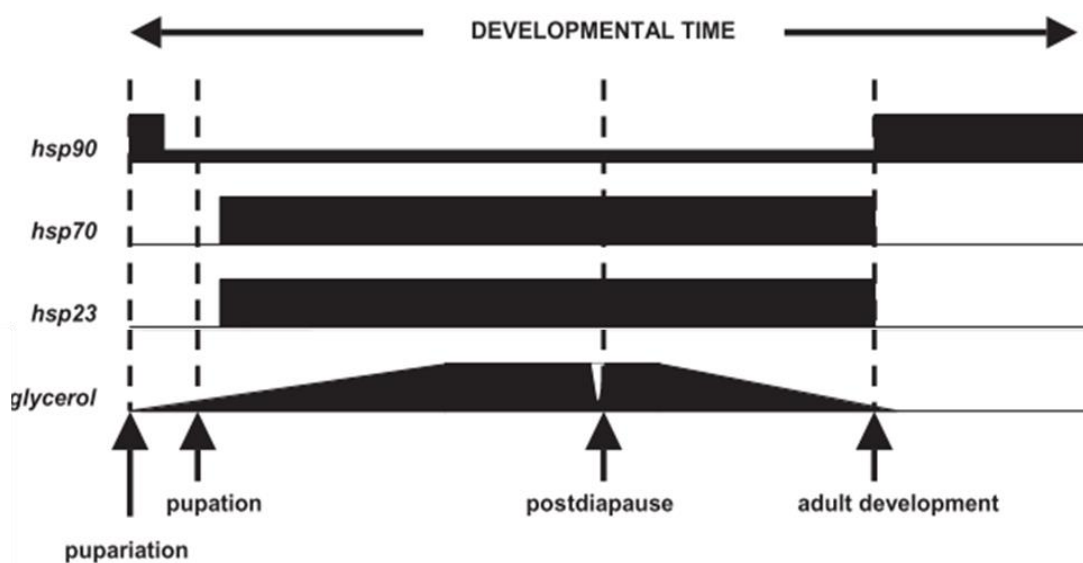 DEVELOPMENTAL TIME
hsp90
hsp70
hsp23
glycerol
pupation
postdiapause
adult development
pupariation